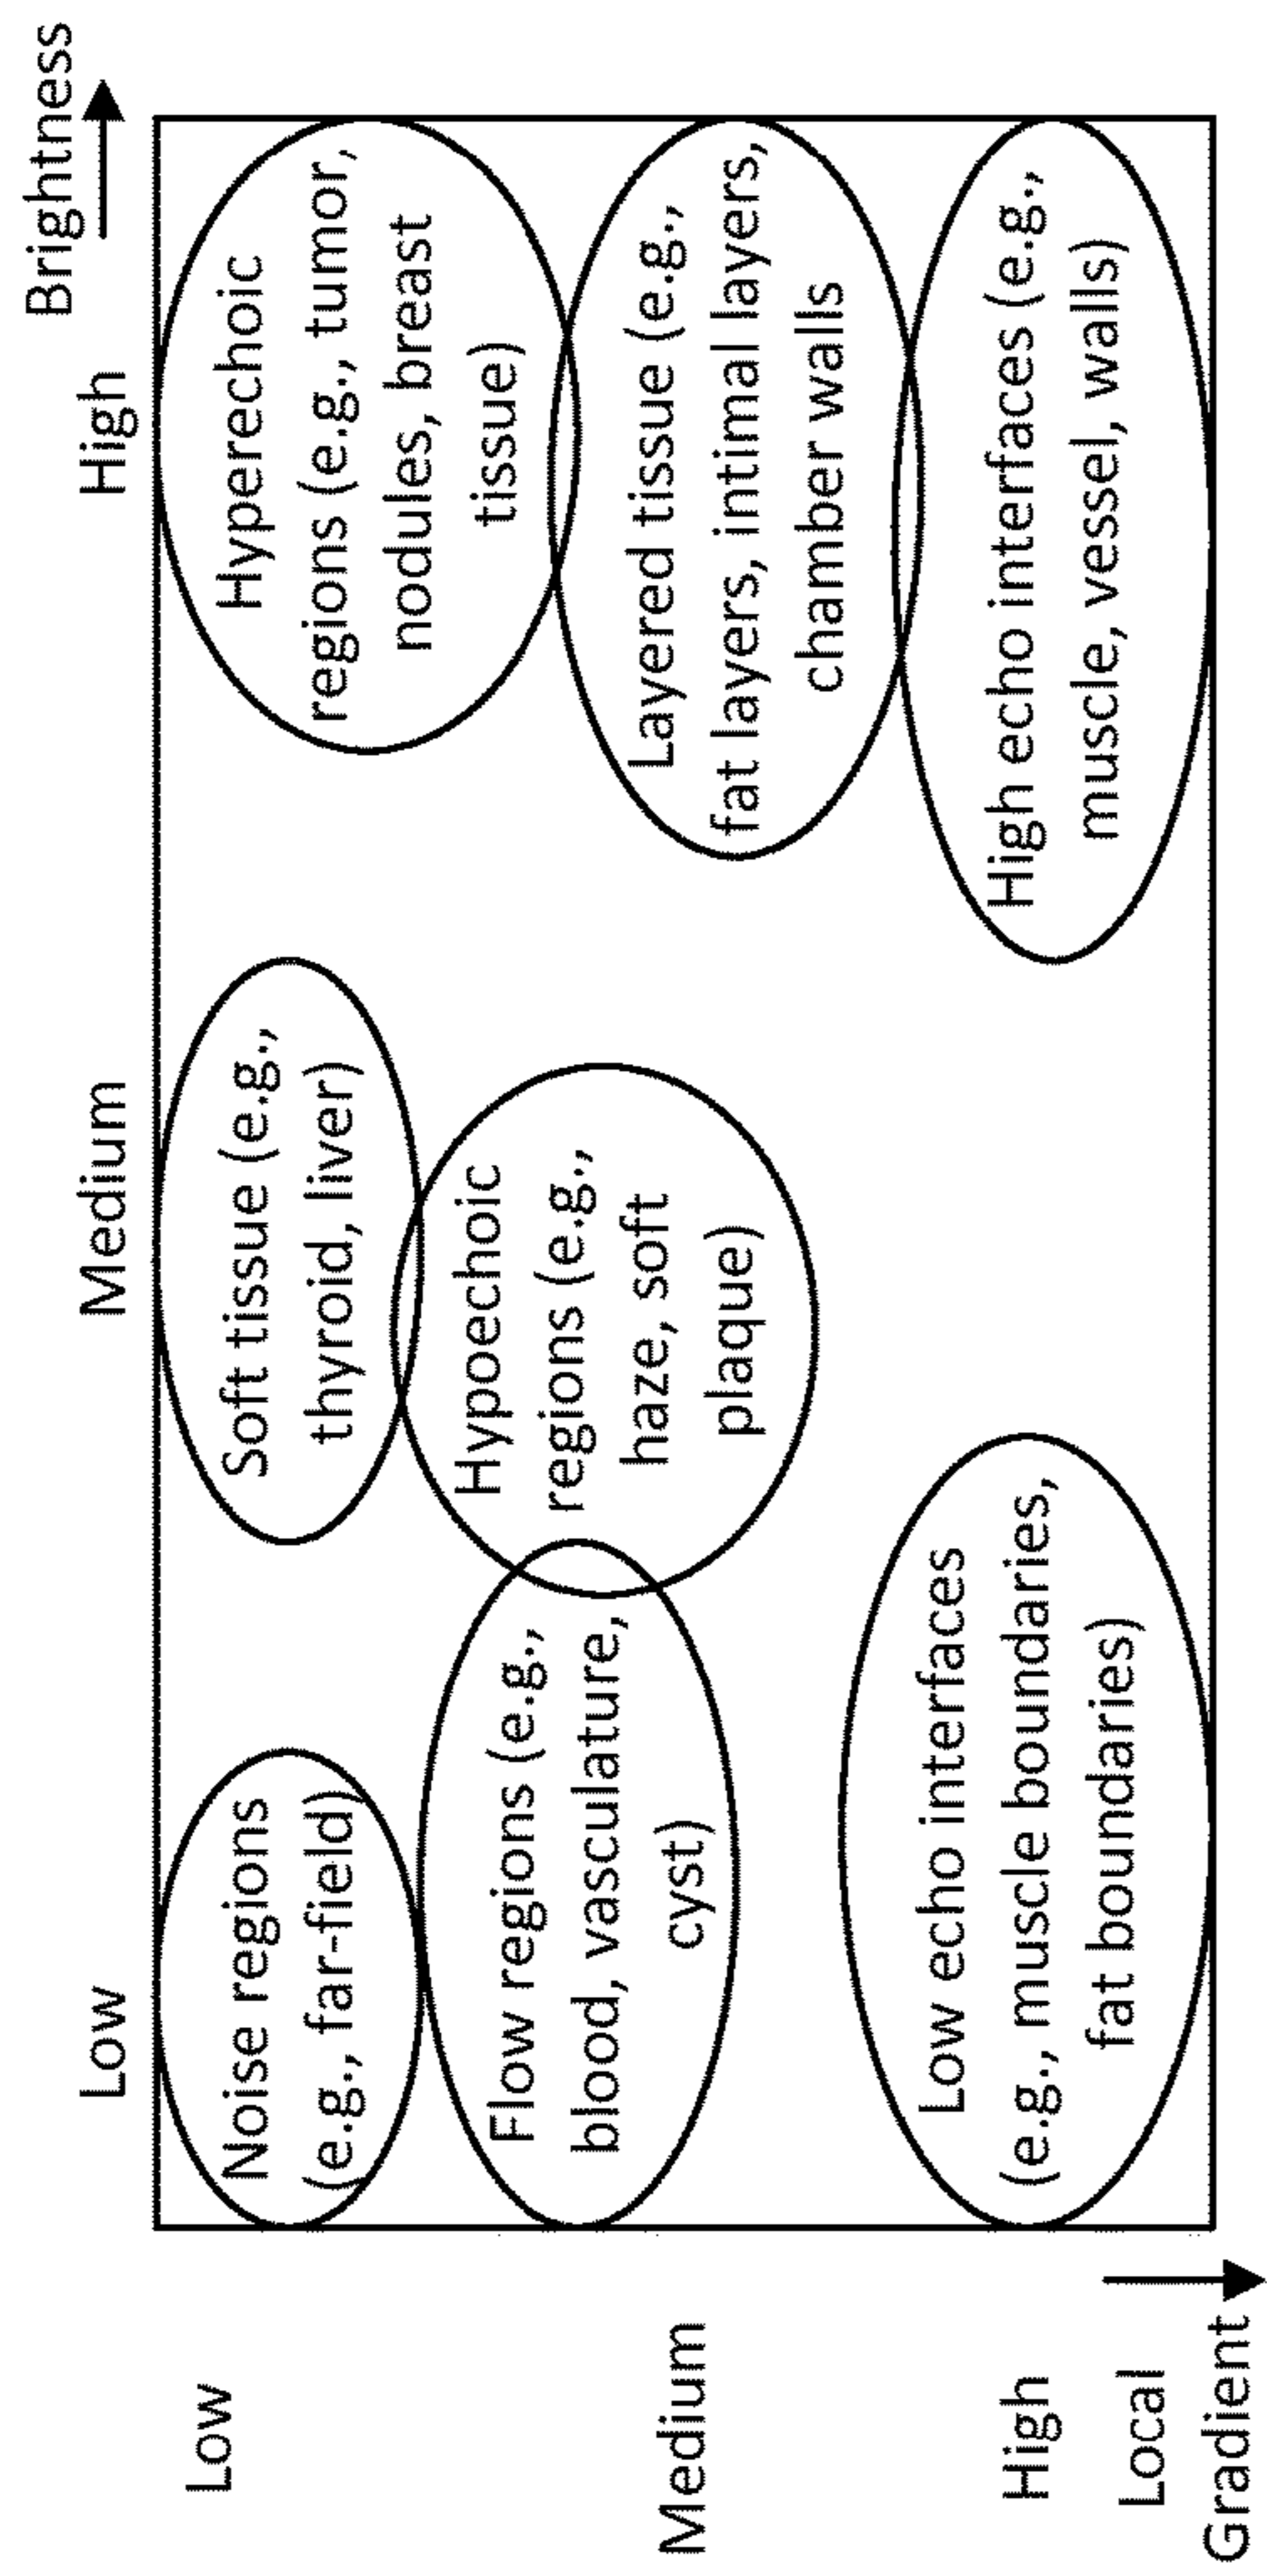 Brightness
Low
Medium
High
Low
Medium
High
Local
Gradient
Noise regions
(e.g., far-field)
Soft tissue (e.g.,
thyroid, liver)
Hyperechoic
regions (e.g., tumor,
nodules, breast
tissue)
Flow regions (e.g.,
blood, vasculature,
cyst)
Hypoechoic
regions (e.g.,
haze, soft
plaque)
Layered tissue (e.g.,
fat layers, intimal layers,
chamber walls
Low echo interfaces
(e.g., muscle boundaries,
fat boundaries)
High echo interfaces (e.g.,
muscle, vessel, walls)